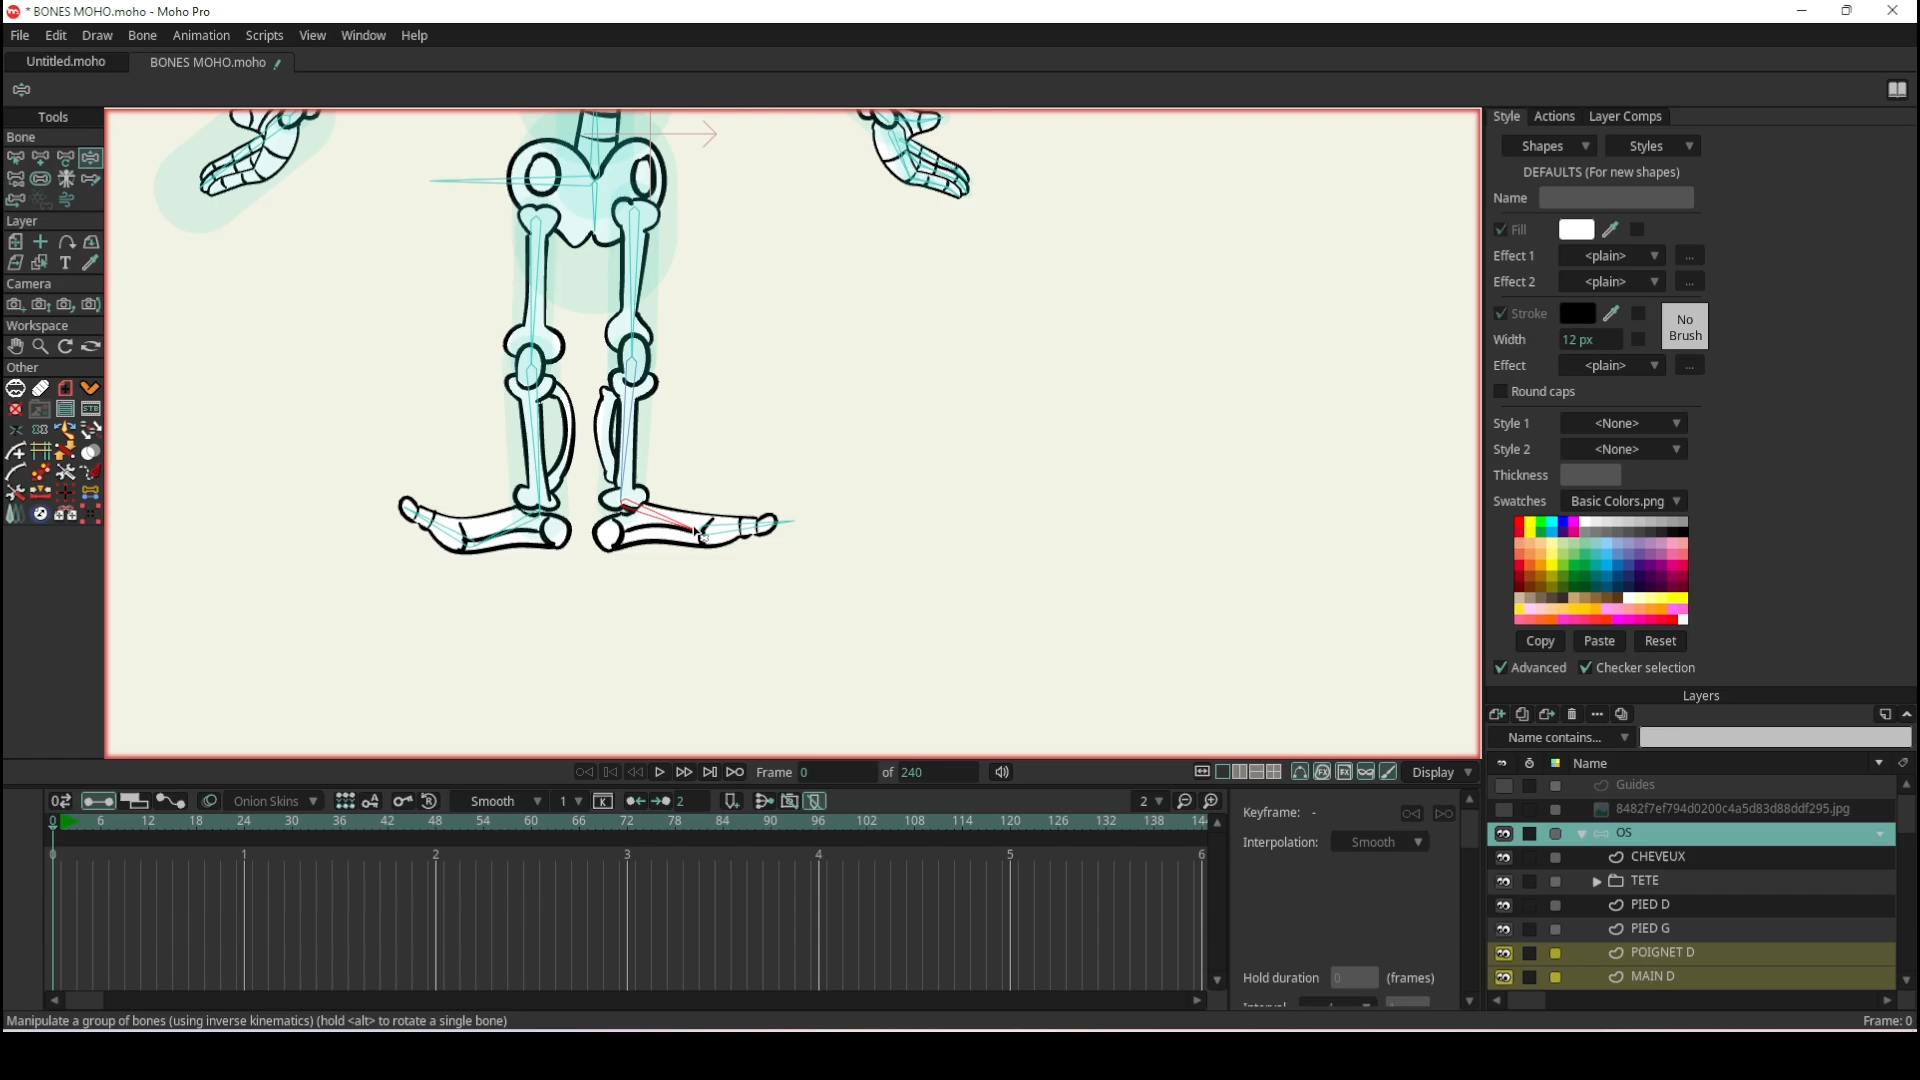 * BONES MOHO.moho - Moho Pro
File Edit Draw Bone Animation Scripts View Window Help
Untitled.moho BONES MOHO.moho
Tools
Bone
Layer
Camera
Workspace
Other
Style Actions Layer Comps
Shapes Styles
DEFAULTS (For new shapes)
Name
Fill
Effect 1 <plain> ...
Effect 2 <plain> ...
Stroke
No Brush
Width 12 px
Effect <plain> ...
Round caps
Style 1 <None>
Style 2 <None>
Thickness
Swatches Basic Colors.png
Copy Paste Reset
Advanced Checker selection
Layers
Name contains...
Name
Guides
8482f7ef794d0200c4a5d83d88ddf295.jpg
OS
CHEVEUX
TETE
PIED D
PIED G
POIGNET D
MAIN D
Frame 0 of 240
Display
Onion Skins Smooth 1 2 2
0 6 12 18 24 30 36 42 48 54 60 66 72 78 84 90 96 102 108 114 120 126 132 138 144
0 1 2 3 4 5 6
Keyframe: -
Interpolation: Smooth
Hold duration 0 (frames)
Manipulate a group of bones (using inverse kinematics) (hold <alt> to rotate a single bone)
Frame: 0